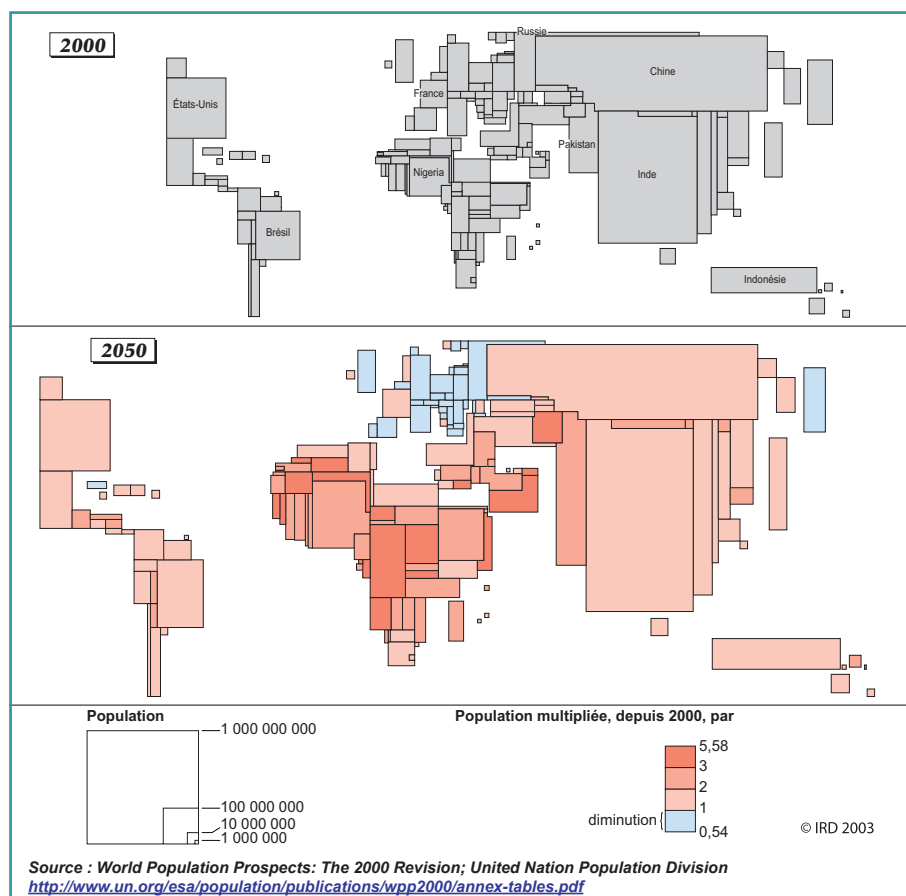 2000
Russie
Chine
États-Unis
France
Pakistan
Nigeria
Inde
Brésil
Indonésie
2050
Population
1 000 000 000
100 000 000
10 000 000
1 000 000
Population multipliée, depuis 2000, par
5,58
3
2
1
diminution
0,54
© IRD 2003
Source : World Population Prospects: The 2000 Revision; United Nation Population Division
http://www.un.org/esa/population/publications/wpp2000/annex-tables.pdf